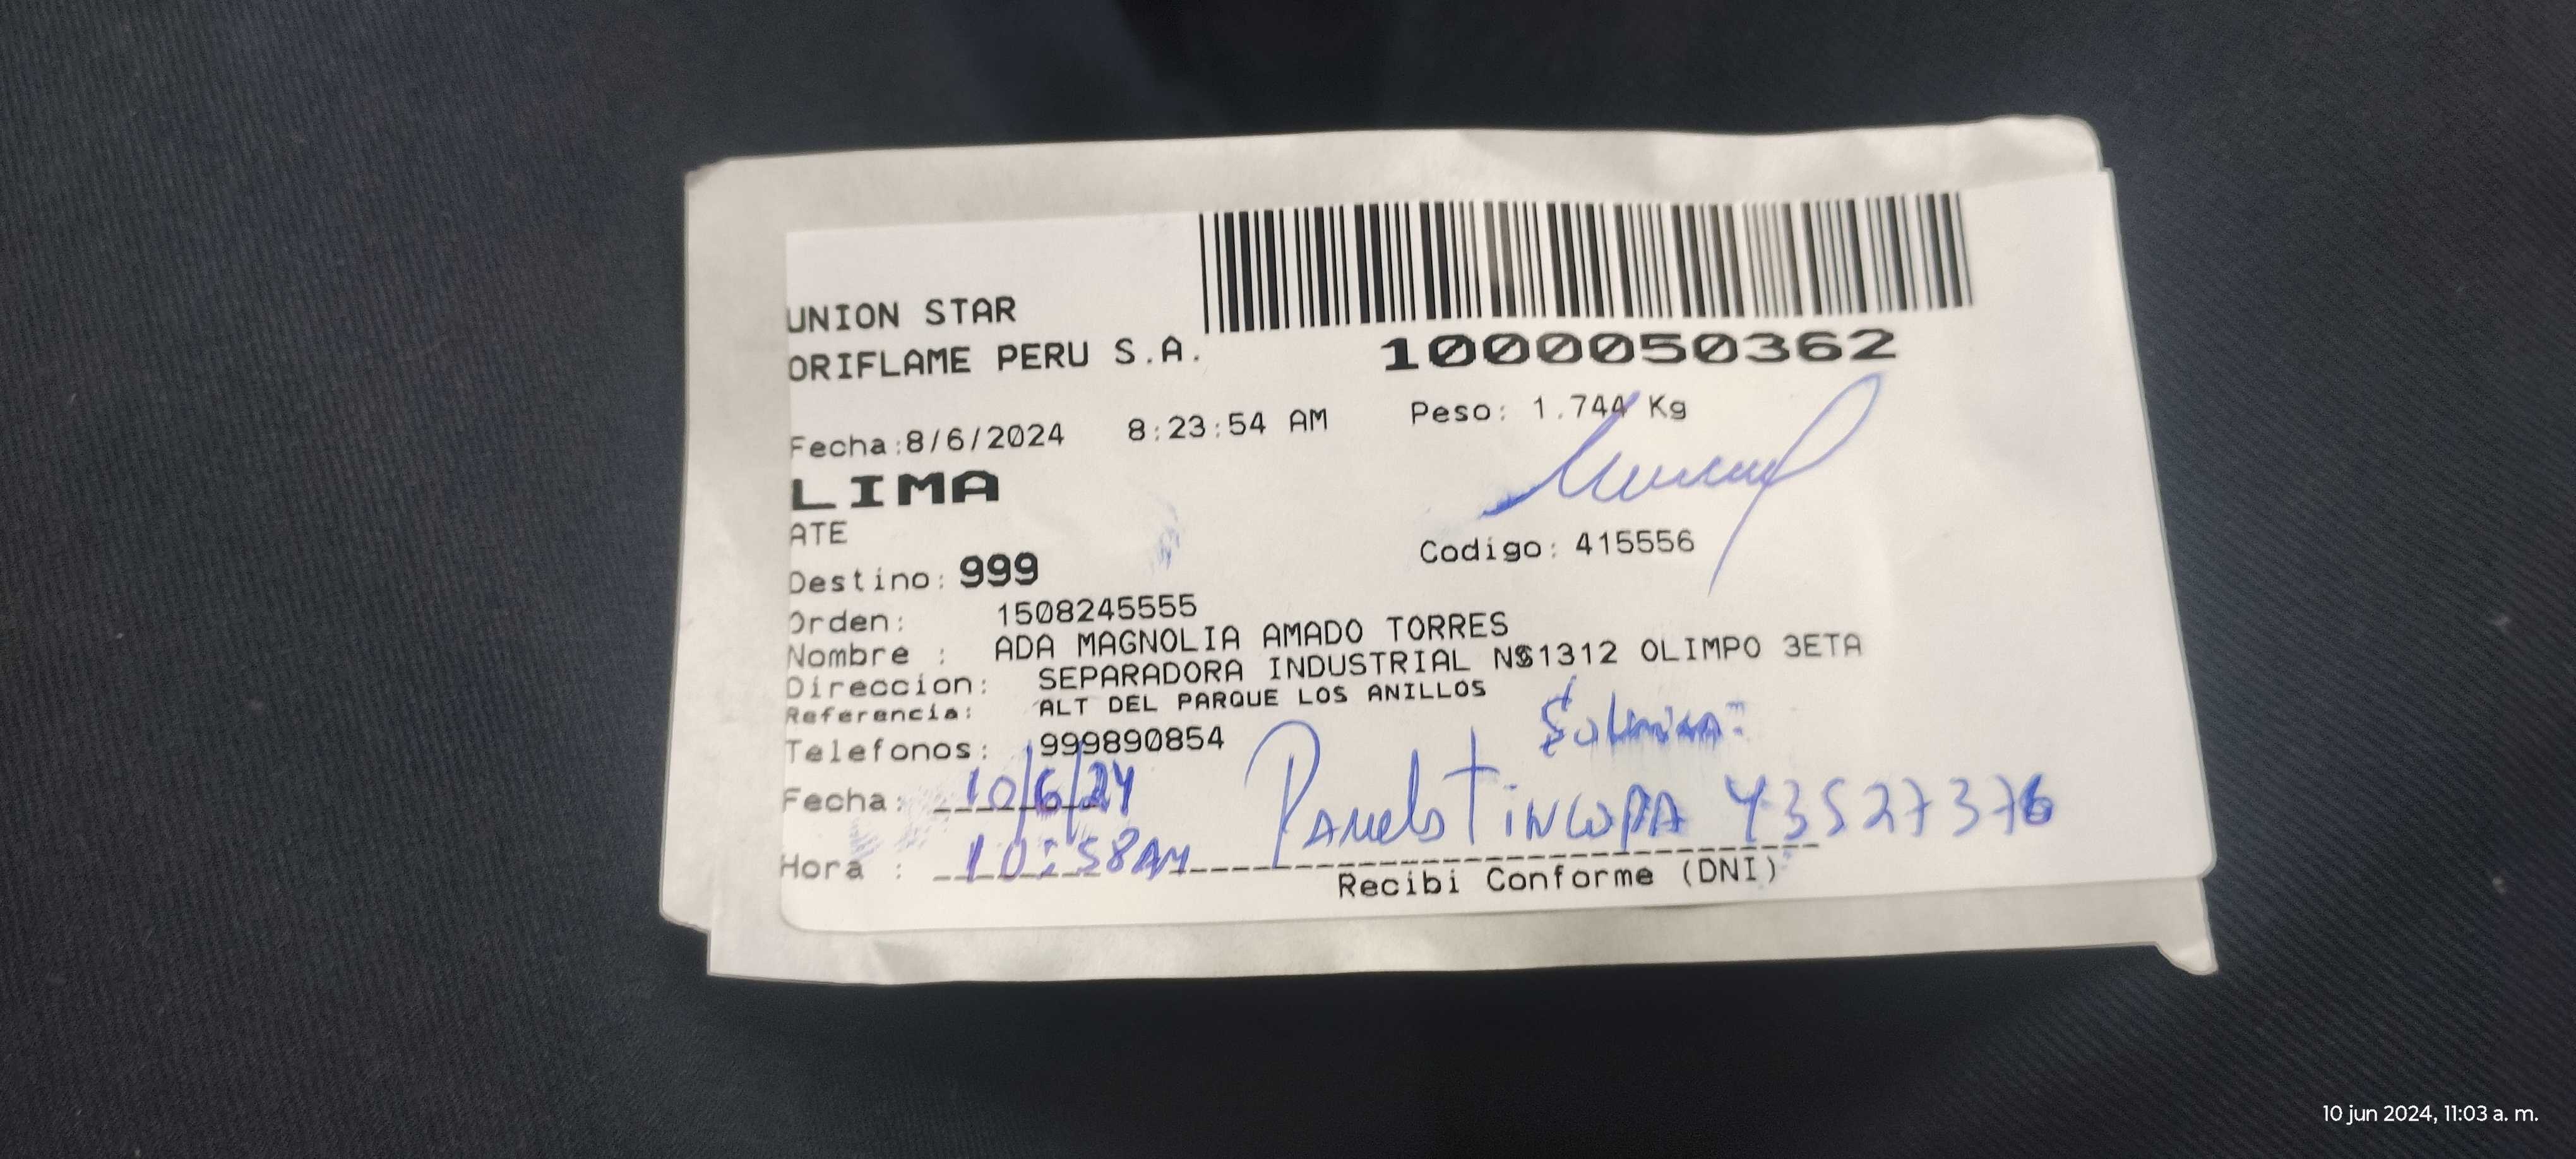 UNION STAR
ORIFLAME PERU S.A.
1000050362
Fecha:8/6/2024 8:23:54 AM Peso: 1.744 Kg
LIMA
ATE
Destino: 999 Codigo: 415556
Orden: 1508245555
Nombre : ADA MAGNOLIA AMADO TORRES
Direccion: SEPARADORA INDUSTRIAL N§1312 OLIMPO 3ETA
Referencia: ALT DEL PARQUE LOS ANILLOS
Telefonos: 999890854
Fecha: 10/6/24
Tincopa 43527376
Hora : 10:58AM
Recibi Conforme (DNI)
10 jun 2024, 11:03 a. m.